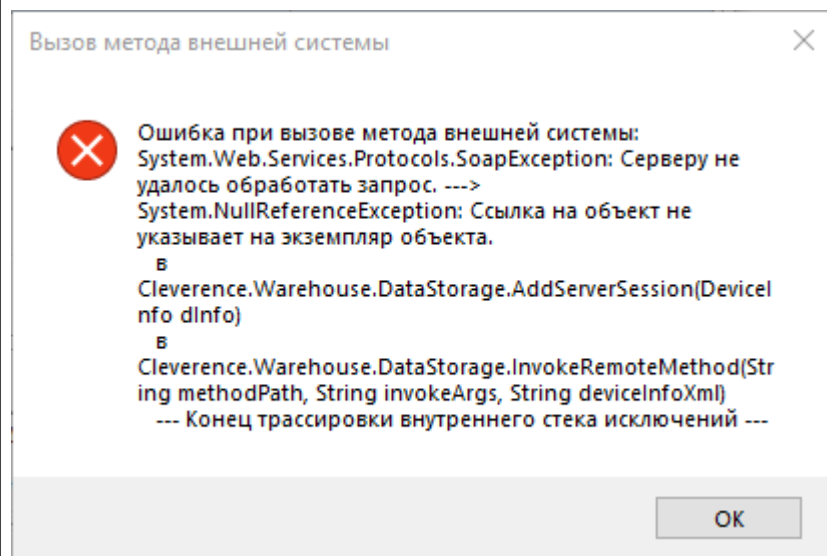 Вызов метода внешней системы
Ошибка при вызове метода внешней системы:
System.Web.Services.Protocols.SoapException: Серверу не
удалось обработать запрос. --->
System.NullReferenceException: Ссылка на объект не
указывает на экземпляр объекта.
в
Cleverence.Warehouse.DataStorage.AddServerSession(DeviceI
nfo dInfo)
в
Cleverence.Warehouse.DataStorage.InvokeRemoteMethod(Str
ing methodPath, String invokeArgs, String deviceInfoXml)
--- Конец трассировки внутреннего стека исключений ---
ОК